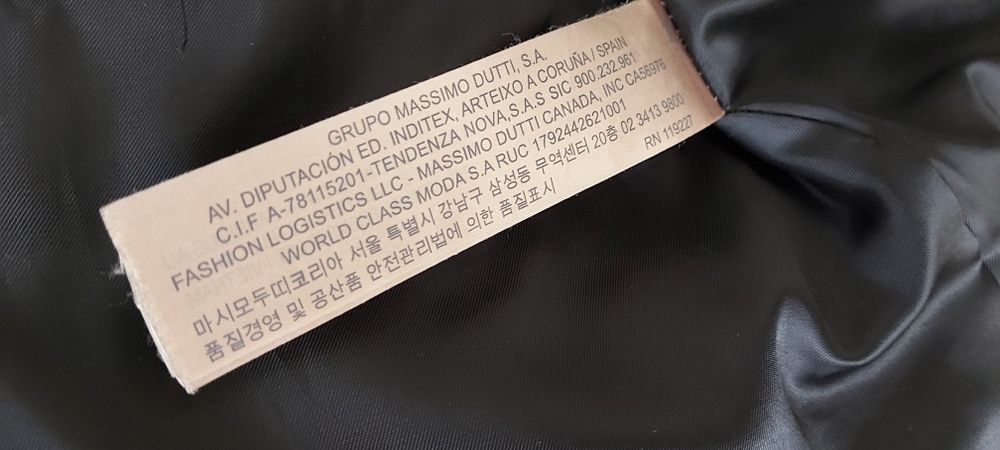 GRUPO MASSIMO DUTTI, S.A.
AV. DIPUTACIÓN ED. INDITEX, ARTEIXO A CORUÑA / SPAIN
C.I.F A-78115201-TENDENZA NOVA,S.A.S SIC 900.232.961
FASHION LOGISTICS LLC - MASSIMO DUTTI CANADA, INC CA56976
WORLD CLASS MODA S.A RUC 1792442621001
마시모두띠코리아 서울 특별시 강남구 삼성동 무역센터 20층 02 3413 9800
품질경영 및 공산품 안전관리법에 의한 품질표시
RN 119227